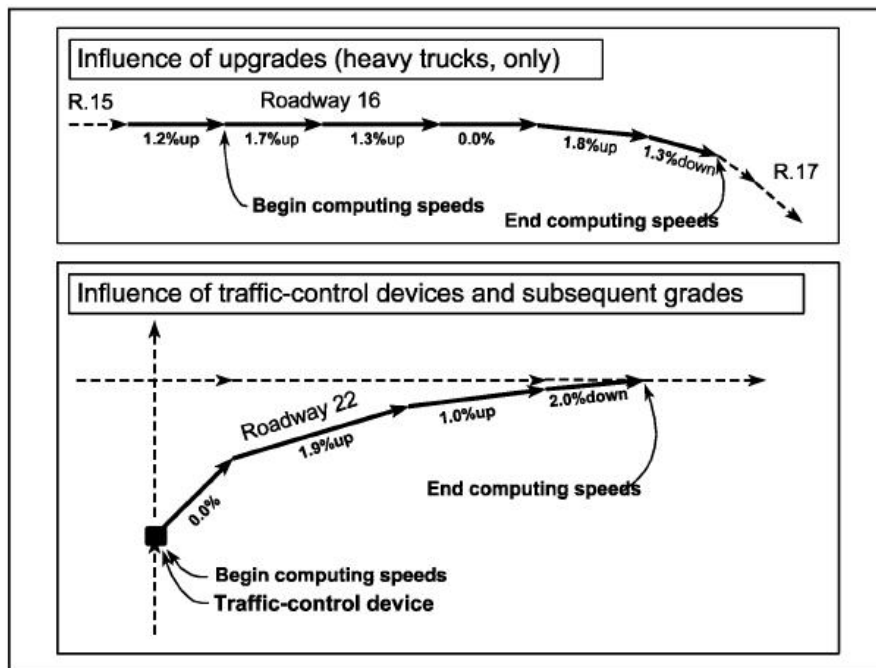 Influence of upgrades (heavy trucks, only)
R.15
Roadway 16
1.2%up
1.7%up
1.3%up
0.0%
1.8%up
1.3%down
R.17
Begin computing speeds
End computing speeds
Influence of traffic-control devices and subsequent grades
Roadway 22
0.0%
1.9%up
1.0%up
2.0%down
End computing speeds
Begin computing speeds
Traffic-control device